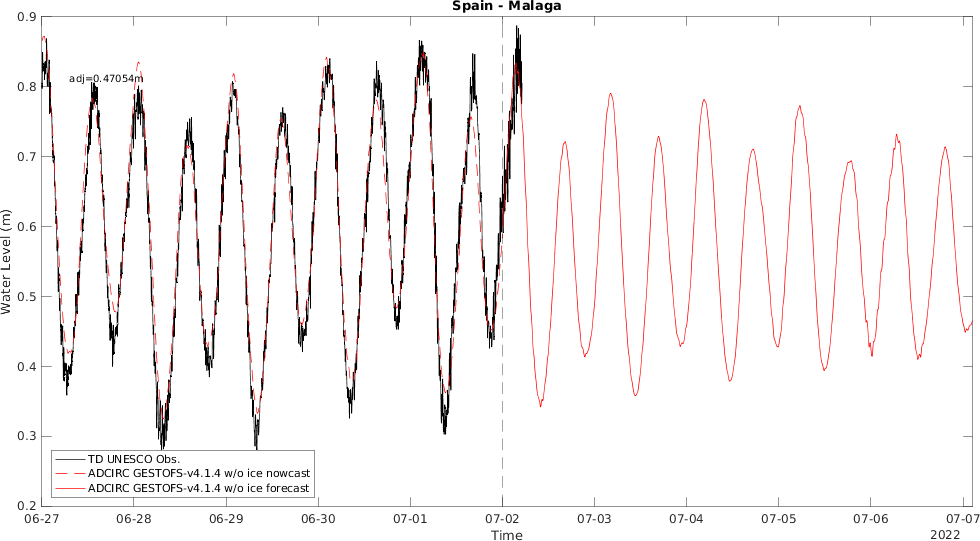 Spain - Malaga
0.9
0.8
0.7
0.6
0.5
0.4
0.3
0.2
Water Level (m)
adj=0.47054m
TD UNESCO Obs.
ADCIRC GESTOFS-v4.1.4 w/o ice nowcast
ADCIRC GESTOFS-v4.1.4 w/o ice forecast
06-27 06-28 06-29 06-30 07-01 07-02 07-03 07-04 07-05 07-06 07-07
Time
2022